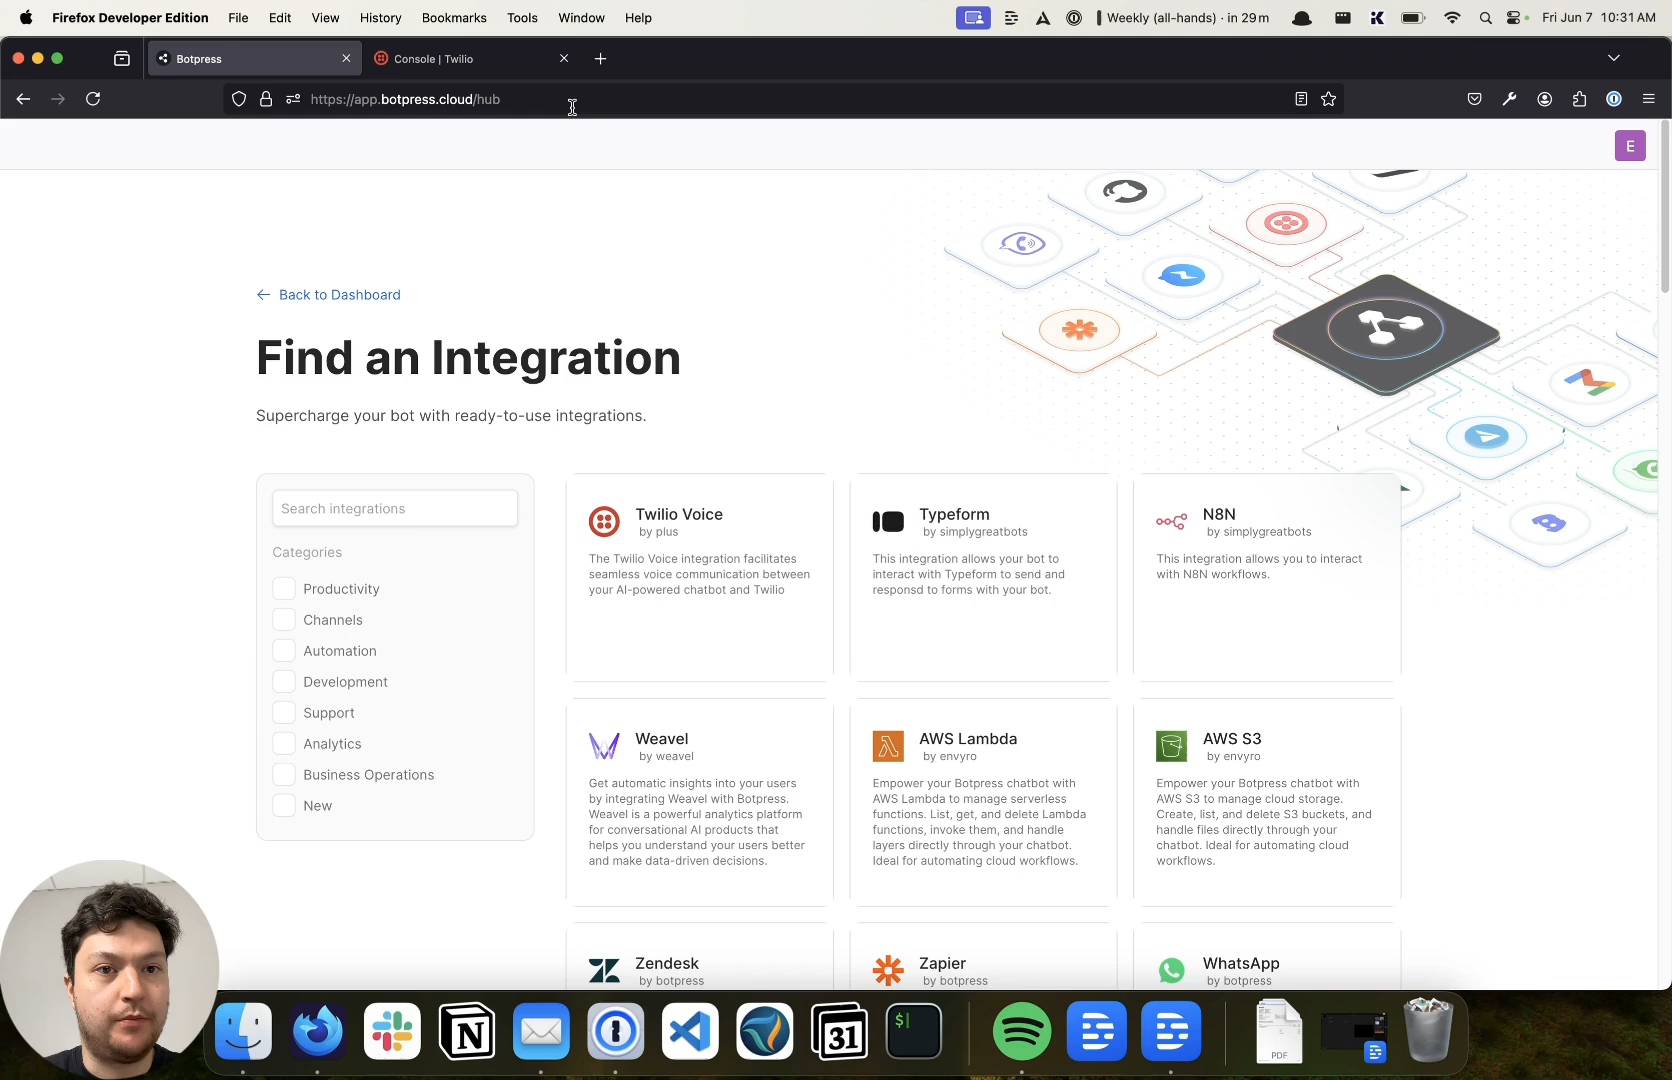 Firefox Developer Edition File Edit View History Bookmarks Tools Window Help Weekly (all-hands) · in 29m Fri Jun 7 10:31AM
Botpress Console | Twilio
https://app.botpress.cloud/hub
E
Back to Dashboard
Find an Integration
Supercharge your bot with ready-to-use integrations.
Search integrations
Categories
Productivity
Channels
Automation
Development
Support
Analytics
Business Operations
New
Twilio Voice
by plus
The Twilio Voice integration facilitates
seamless voice communication between
your AI-powered chatbot and Twilio
Typeform
by simplygreatbots
This integration allows your bot to
interact with Typeform to send and
responsd to forms with your bot.
N8N
by simplygreatbots
This integration allows you to interact
with N8N workflows.
Weavel
by weavel
Get automatic insights into your users
by integrating Weavel with Botpress.
Weavel is a powerful analytics platform
for conversational AI products that
helps you understand your users better
and make data-driven decisions.
AWS Lambda
by envyro
Empower your Botpress chatbot with
AWS Lambda to manage serverless
functions. List, get, and delete Lambda
functions, invoke them, and handle
layers directly through your chatbot.
Ideal for automating cloud workflows.
AWS S3
by envyro
Empower your Botpress chatbot with
AWS S3 to manage cloud storage.
Create, list, and delete S3 buckets, and
handle files directly through your
chatbot. Ideal for automating cloud
workflows.
Zendesk
by botpress
Zapier
by botpress
WhatsApp
by botpress
31
$
PDF